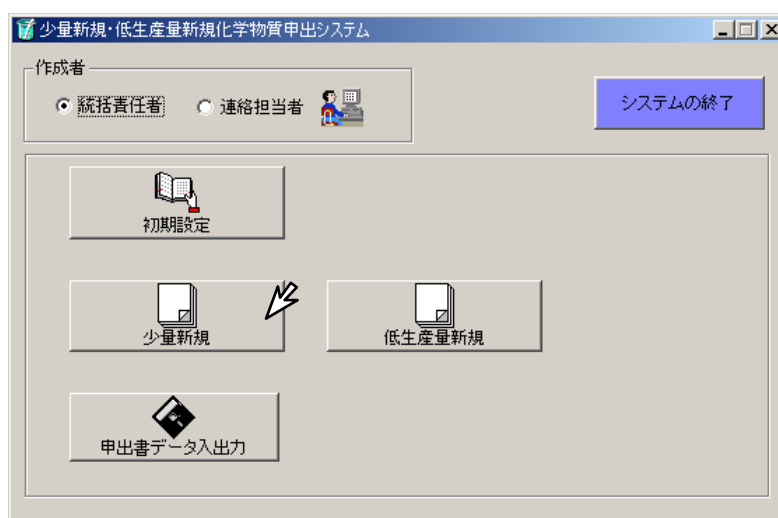 少量新規・低生産量新規化学物質申出システム
作成者
統括責任者
連絡担当者
システムの終了
初期設定
少量新規
低生産量新規
申出書データ入出力